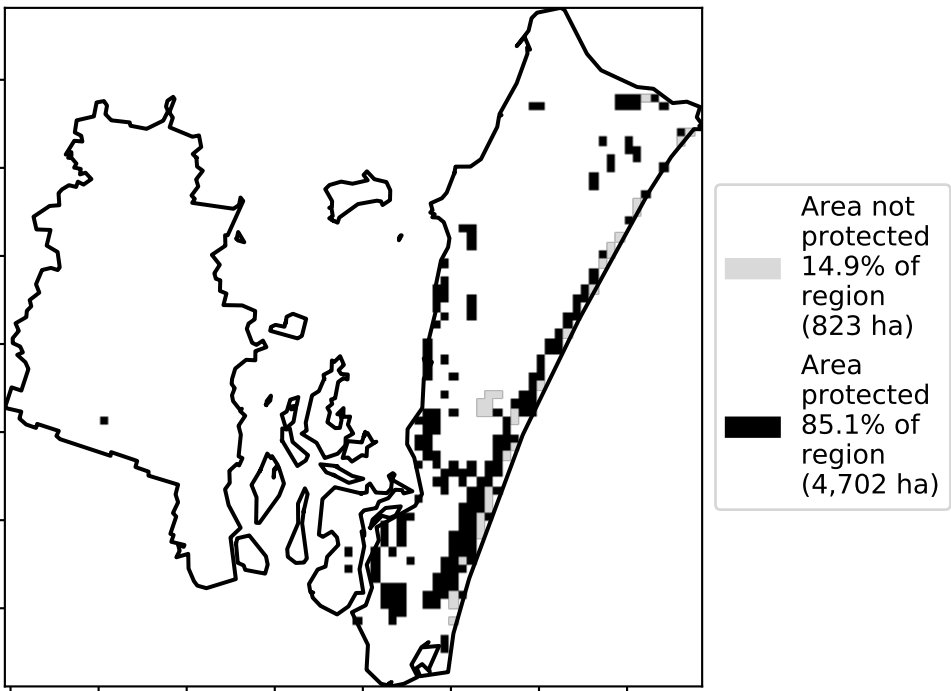 Area not
protected
14.9% of
region
(823 ha)
Area
protected
85.1% of
region
(4,702 ha)